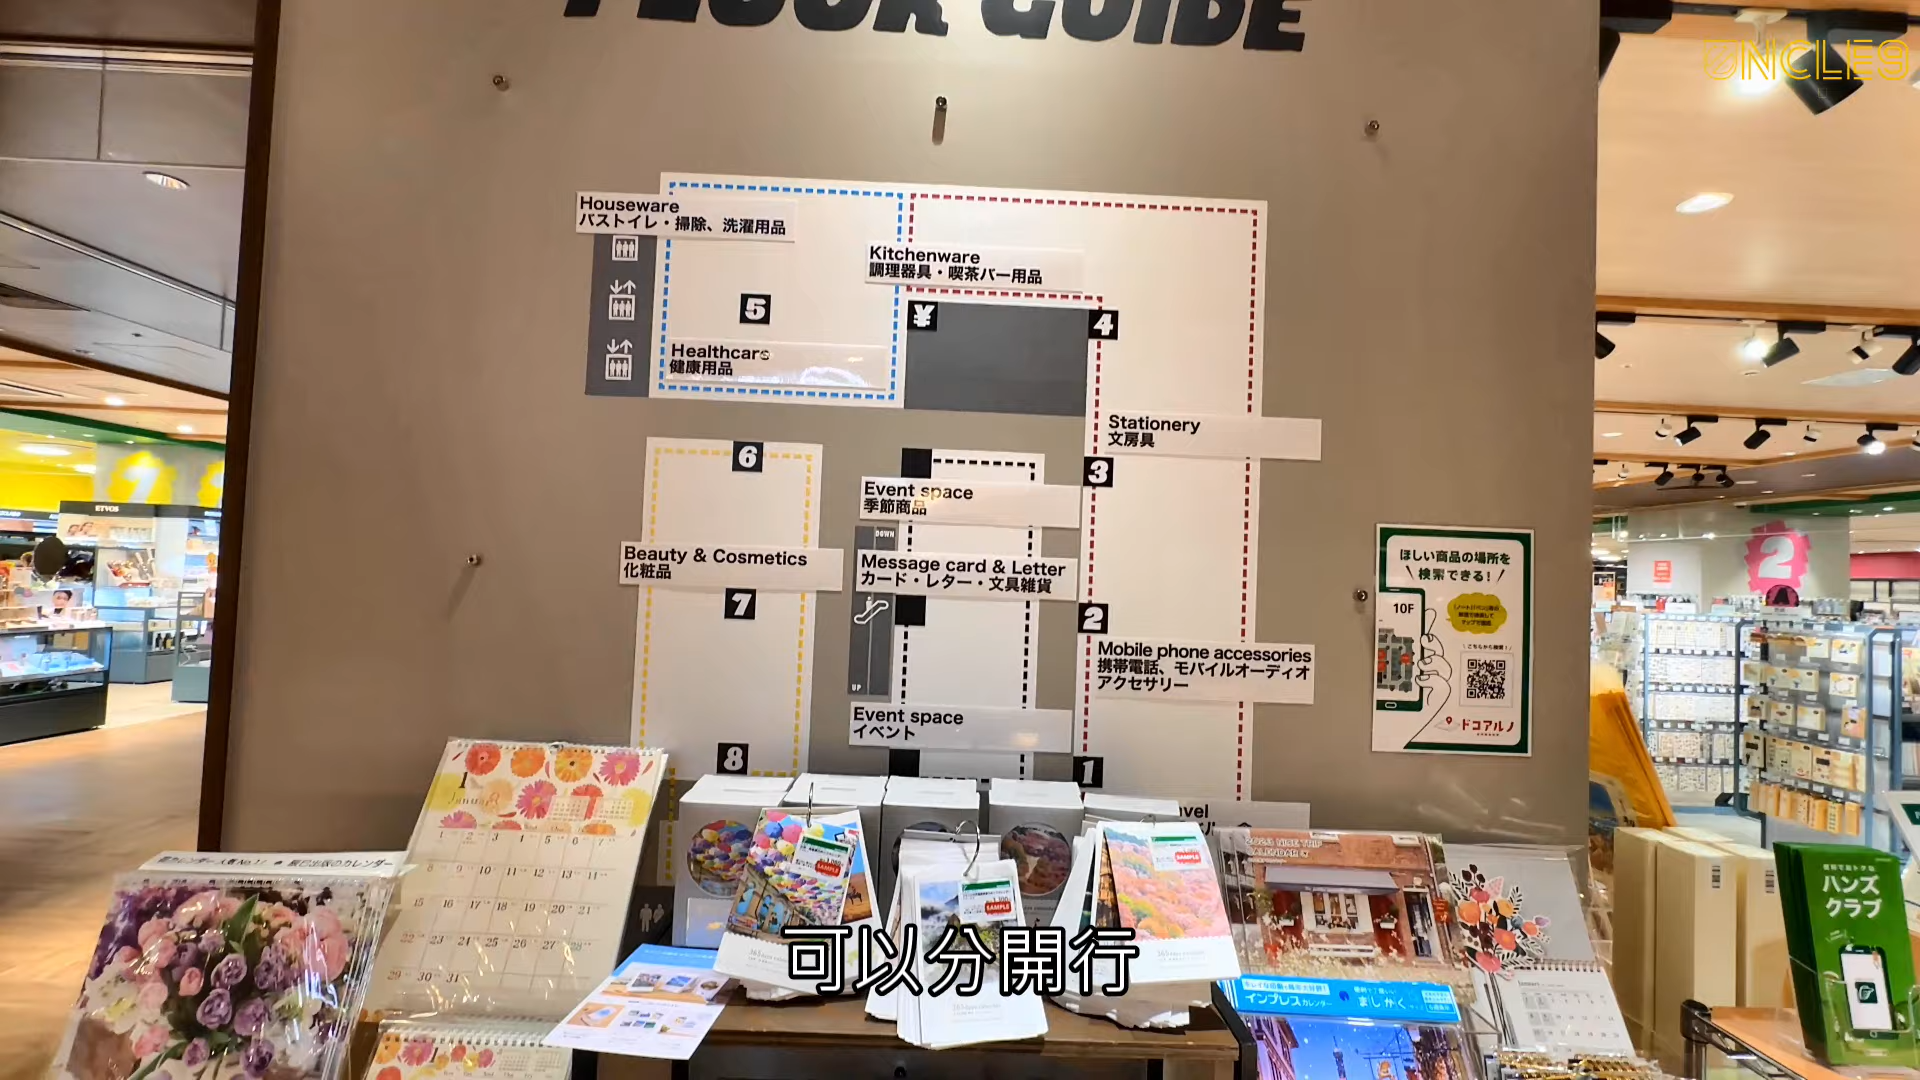 FLOOR GUIDE
UNCLE9
Houseware
バストイレ・掃除、洗濯用品
Kitchenware
調理器具・喫茶バー用品
5
¥
4
Healthcare
健康用品
Stationery
文房具
6
3
Event space
季節商品
DOWN
Beauty & Cosmetics
化粧品
Message card & Letter
カード・レター・文具雑貨
7
2
Mobile phone accessories
携帯電話、モバイルオーディオ
アクセサリー
UP
Event space
イベント
8
1
ETVOS
ほしい商品の場所を
検索できる！
10F
ドコアルノ
2
January
SAMPLE
SAMPLE
SAMPLE
インプレスカレンダー
ハンズ
クラブ
可以分開行